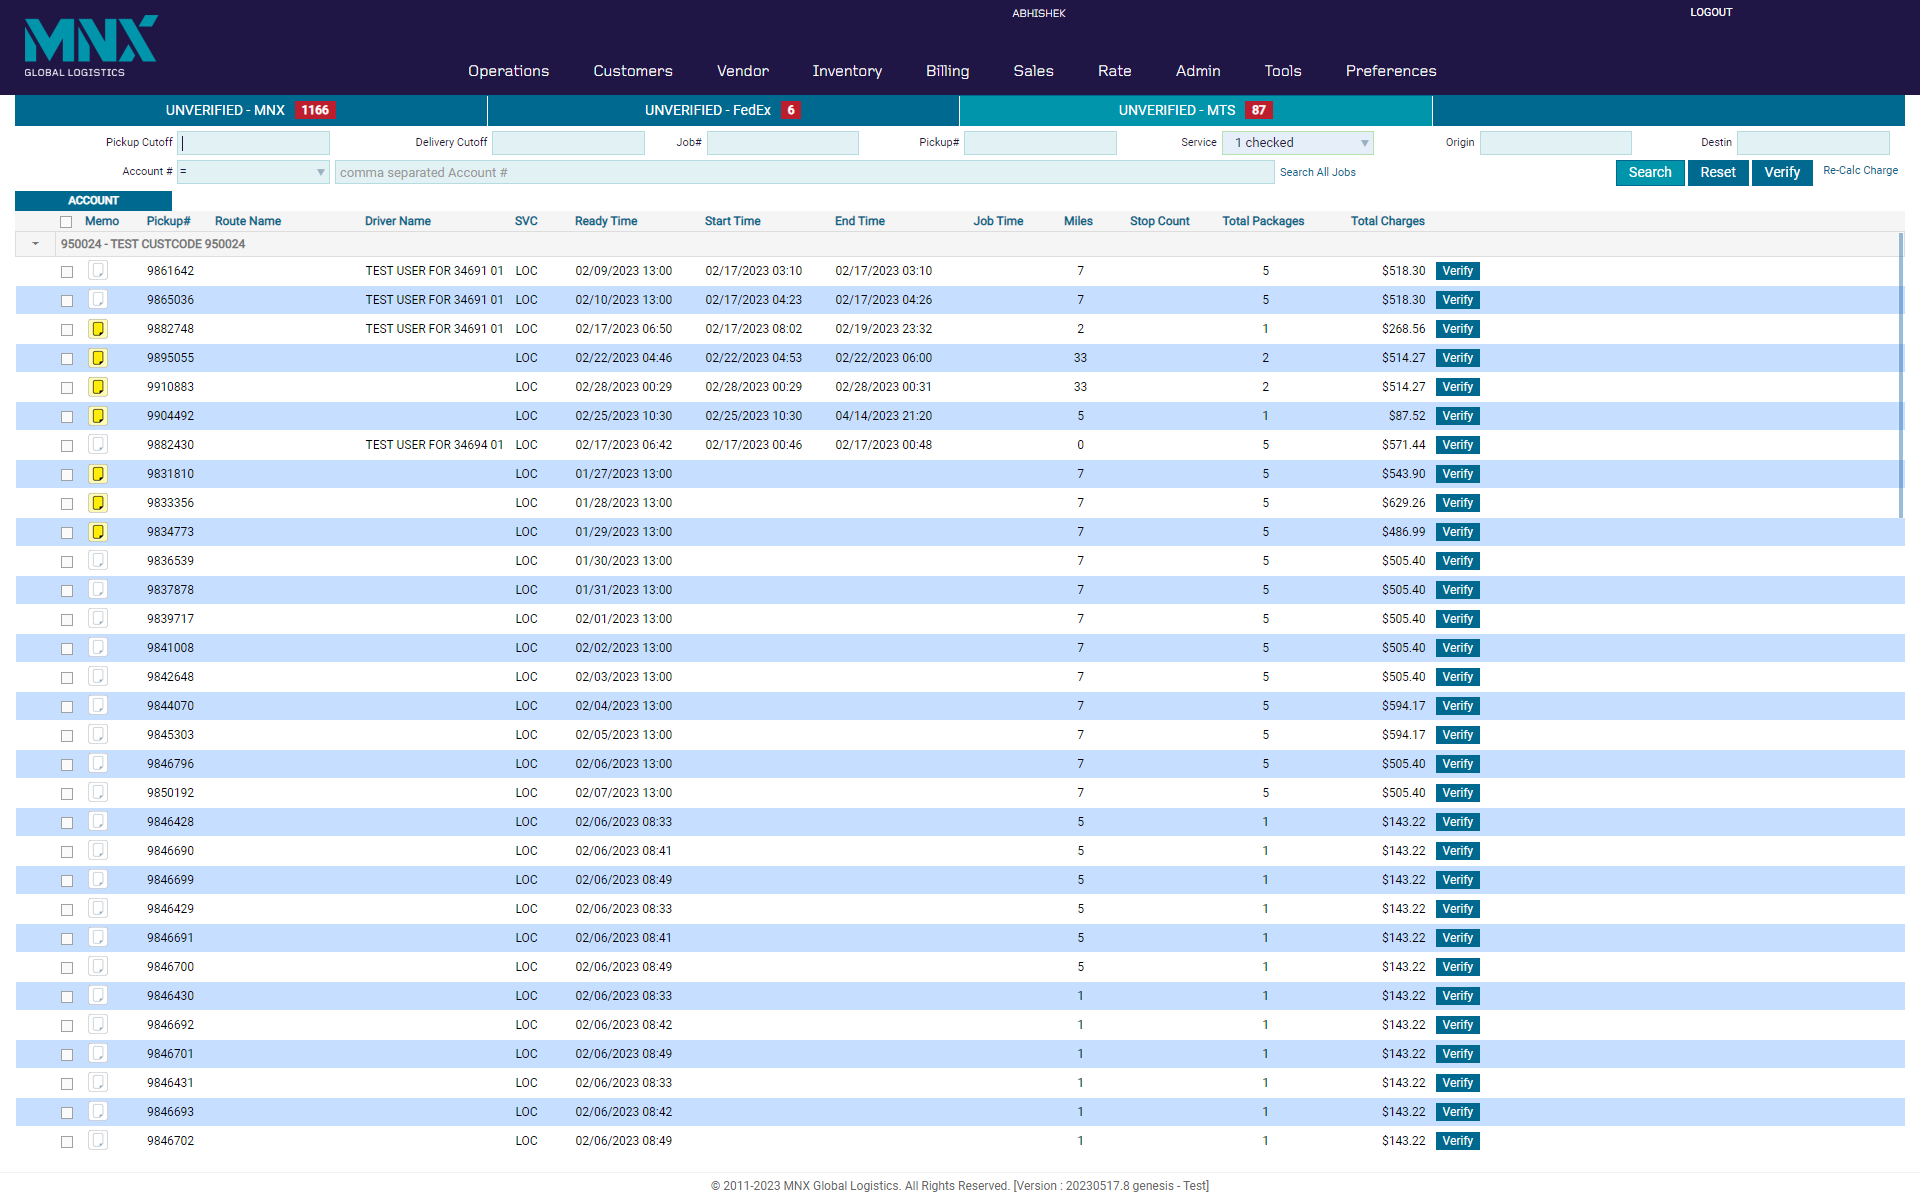 ABHISHEK
LOGOUT
MNX
GLOBAL LOGISTICS
Operations Customers Vendor Inventory Billing Sales Rate Admin Tools Preferences
UNVERIFIED - MNX 1166 UNVERIFIED - FedEx 6 UNVERIFIED - MTS 87
Pickup Cutoff Delivery Cutoff Job# Pickup# Service 1 checked Origin Destin
Account # = comma separated Account # Search All Jobs Search Reset Verify Re-Calc Charge
ACCOUNT
Memo Pickup# Route Name Driver Name SVC Ready Time Start Time End Time Job Time Miles Stop Count Total Packages Total Charges
950024 - TEST CUSTCODE 950024
9861642 TEST USER FOR 34691 01 LOC 02/09/2023 13:00 02/17/2023 03:10 02/17/2023 03:10 7 5 $518.30 Verify
9865036 TEST USER FOR 34691 01 LOC 02/10/2023 13:00 02/17/2023 04:23 02/17/2023 04:26 7 5 $518.30 Verify
9882748 TEST USER FOR 34691 01 LOC 02/17/2023 06:50 02/17/2023 08:02 02/19/2023 23:32 2 1 $268.56 Verify
9895055 LOC 02/22/2023 04:46 02/22/2023 04:53 02/22/2023 06:00 33 2 $514.27 Verify
9910883 LOC 02/28/2023 00:29 02/28/2023 00:29 02/28/2023 00:31 33 2 $514.27 Verify
9904492 LOC 02/25/2023 10:30 02/25/2023 10:30 04/14/2023 21:20 5 1 $87.52 Verify
9882430 TEST USER FOR 34694 01 LOC 02/17/2023 06:42 02/17/2023 00:46 02/17/2023 00:48 0 5 $571.44 Verify
9831810 LOC 01/27/2023 13:00 7 5 $543.90 Verify
9833356 LOC 01/28/2023 13:00 7 5 $629.26 Verify
9834773 LOC 01/29/2023 13:00 7 5 $486.99 Verify
9836539 LOC 01/30/2023 13:00 7 5 $505.40 Verify
9837878 LOC 01/31/2023 13:00 7 5 $505.40 Verify
9839717 LOC 02/01/2023 13:00 7 5 $505.40 Verify
9841008 LOC 02/02/2023 13:00 7 5 $505.40 Verify
9842648 LOC 02/03/2023 13:00 7 5 $505.40 Verify
9844070 LOC 02/04/2023 13:00 7 5 $594.17 Verify
9845303 LOC 02/05/2023 13:00 7 5 $594.17 Verify
9846796 LOC 02/06/2023 13:00 7 5 $505.40 Verify
9850192 LOC 02/07/2023 13:00 7 5 $505.40 Verify
9846428 LOC 02/06/2023 08:33 5 1 $143.22 Verify
9846690 LOC 02/06/2023 08:41 5 1 $143.22 Verify
9846699 LOC 02/06/2023 08:49 5 1 $143.22 Verify
9846429 LOC 02/06/2023 08:33 5 1 $143.22 Verify
9846691 LOC 02/06/2023 08:41 5 1 $143.22 Verify
9846700 LOC 02/06/2023 08:49 5 1 $143.22 Verify
9846430 LOC 02/06/2023 08:33 1 1 $143.22 Verify
9846692 LOC 02/06/2023 08:42 1 1 $143.22 Verify
9846701 LOC 02/06/2023 08:49 1 1 $143.22 Verify
9846431 LOC 02/06/2023 08:33 1 1 $143.22 Verify
9846693 LOC 02/06/2023 08:42 1 1 $143.22 Verify
9846702 LOC 02/06/2023 08:49 1 1 $143.22 Verify
© 2011-2023 MNX Global Logistics. All Rights Reserved. [Version : 20230517.8 genesis - Test]